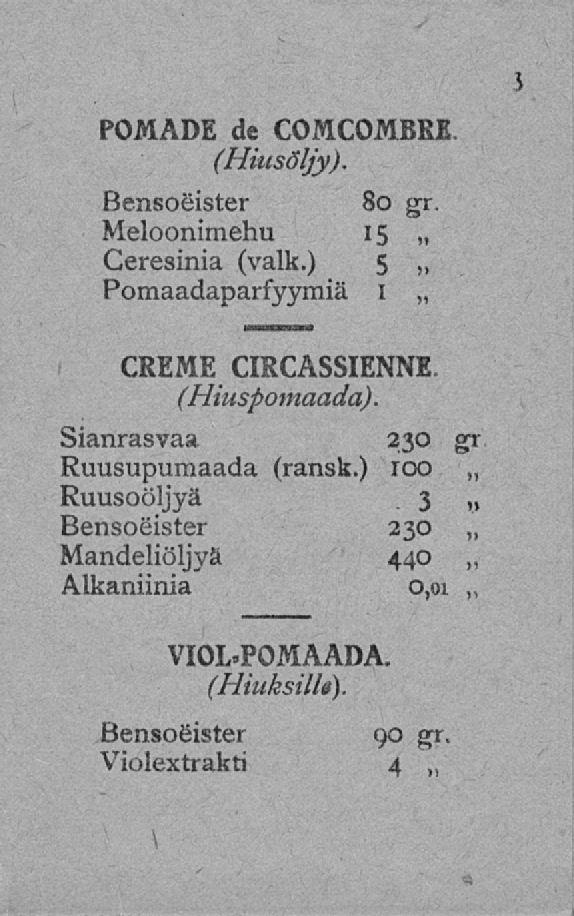 3
POMADE de COMCOMBRE.
(Hiusöljy).
Bensoëister 80 gr.
Meloonimehu 15 „
Ceresinia (valk.) 5 „
Pomaadaparfyymiä 1 „
CREME CIRCASSIENNE.
(Hiuspomaada).
Sianrasvaa 230 gr.
Ruusupumaada (ransk.) 100 „
Ruusoöljyä 3 „
Bensoëister 230 „
Mandeliöljyä 440 „
Alkaniinia 0,01 „
VIOL-POMAADA.
(Hiuksille).
Bensoëister 90 gr.
Violextrakti 4 „